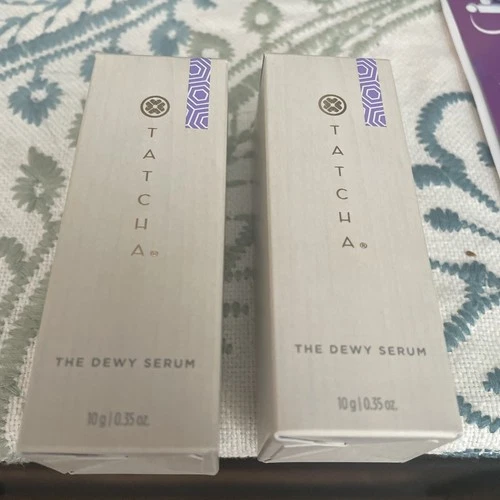 TATCHA®
THE DEWY SERUM
10 g | 0.35 oz.
TATCHA®
THE DEWY SERUM
10 g | 0.35 oz.